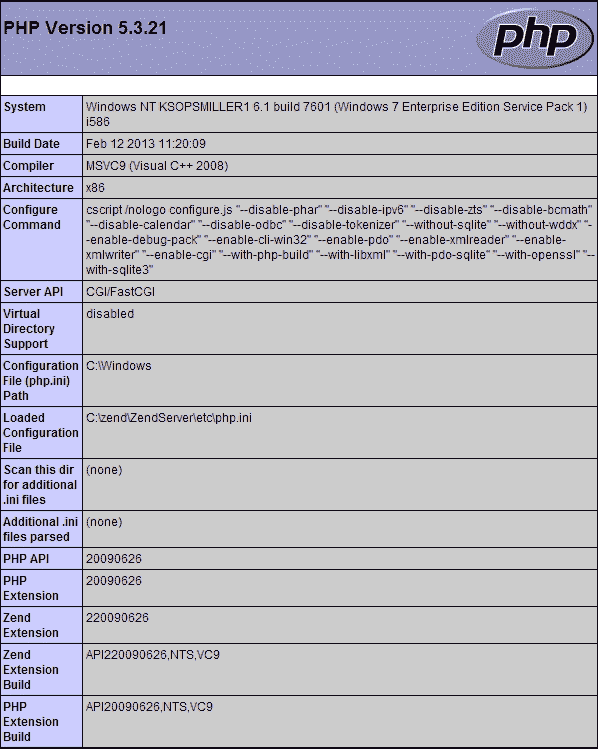 PHP Version 5.3.21
php
System
Windows NT KSOPSMILLER1 6.1 build 7601 (Windows 7 Enterprise Edition Service Pack 1)
i586
Build Date
Feb 12 2013 11:20:09
Compiler
MSVC9 (Visual C++ 2008)
Architecture
x86
Configure
Command
cscript /nologo configure.js "--disable-phar" "--disable-ipv6" "--disable-zts" "--disable-bcmath"
"--disable-calendar" "--disable-odbc" "--disable-tokenizer" "--without-sqlite" "--without-wddx" "-
-enable-debug-pack" "--enable-cli-win32" "--enable-pdo" "--enable-xmlreader" "--enable-
xmlwriter" "--enable-cgi" "--with-php-build" "--with-libxml" "--with-pdo-sqlite" "--with-openssl" "--
with-sqlite3"
Server API
CGI/FastCGI
Virtual
Directory
Support
disabled
Configuration
File (php.ini)
Path
C:\Windows
Loaded
Configuration
File
C:\zend\ZendServer\etc\php.ini
Scan this dir
for additional
.ini files
(none)
Additional .ini
files parsed
(none)
PHP API
20090626
PHP
Extension
20090626
Zend
Extension
220090626
Zend
Extension
Build
API220090626,NTS,VC9
PHP
Extension
Build
API20090626,NTS,VC9